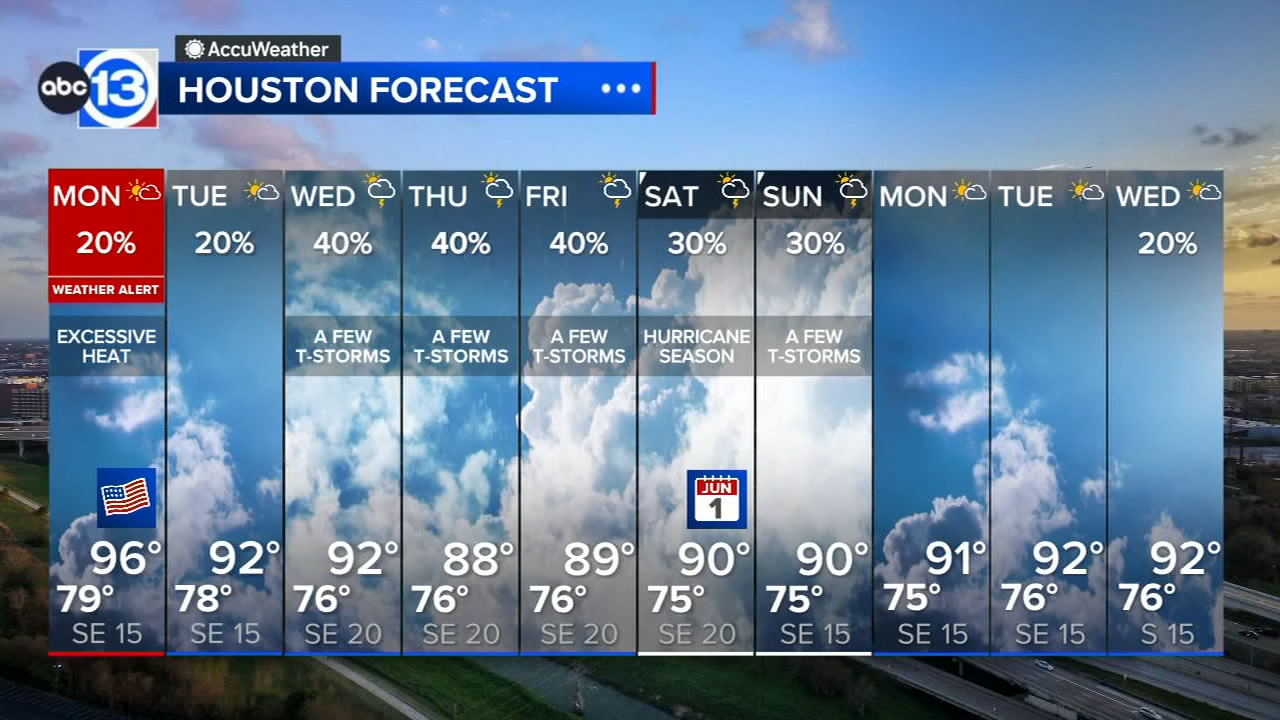 AccuWeather
abc 13 HOUSTON FORECAST
MON TUE WED THU FRI SAT SUN MON TUE WED
20% 20% 40% 40% 40% 30% 30% 20%
WEATHER ALERT
EXCESSIVE HEAT
A FEW T-STORMS
A FEW T-STORMS
A FEW T-STORMS
HURRICANE SEASON
A FEW T-STORMS
JUN
1
96° 92° 92° 88° 89° 90° 90° 91° 92° 92°
79° 78° 76° 76° 76° 75° 75° 75° 76° 76°
SE 15 SE 15 SE 20 SE 20 SE 20 SE 20 SE 15 SE 15 SE 15 S 15